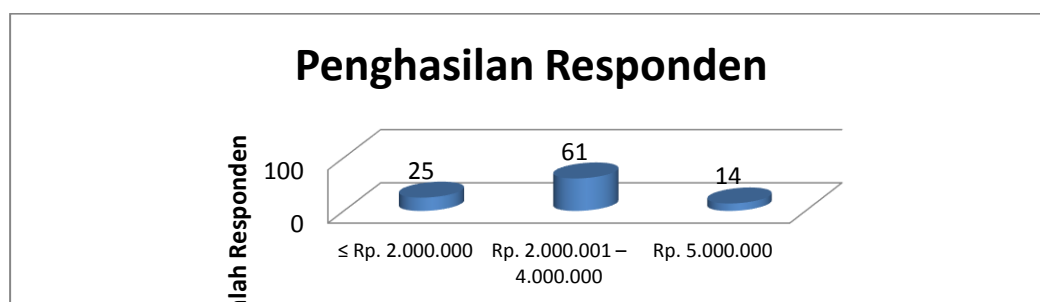 Penghasilan Responden
Responden
100
0
25
61
14
≤ Rp. 2.000.000
Rp. 2.000.001 –
4.000.000
Rp. 5.000.000